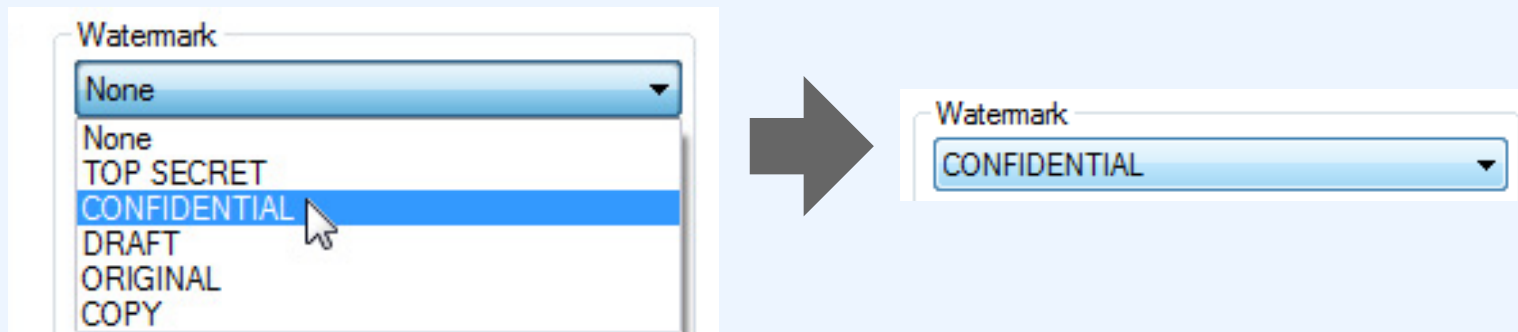 Watermark
None
None
TOP SECRET
CONFIDENTIAL
DRAFT
ORIGINAL
COPY
Watermark
CONFIDENTIAL